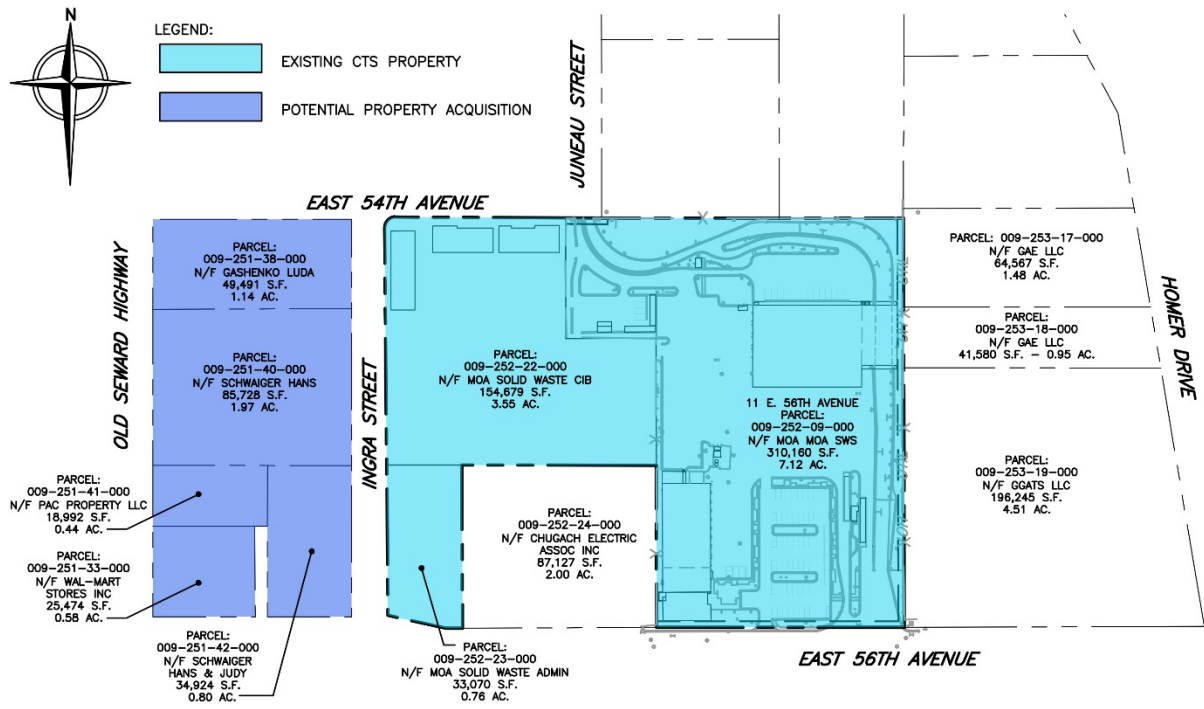 N
LEGEND:
EXISTING CTS PROPERTY
POTENTIAL PROPERTY ACQUISITION
JUNEAU STREET
EAST 54TH AVENUE
OLD SEWARD HIGHWAY
INGRA STREET
HOMER DRIVE
EAST 56TH AVENUE
PARCEL:
009-251-38-000
N/F GASHENKO LUDA
49,491 S.F.
1.14 AC.
PARCEL:
009-251-40-000
N/F SCHWAIGER HANS
85,728 S.F.
1.97 AC.
PARCEL:
009-251-41-000
N/F PAC PROPERTY LLC
18,992 S.F.
0.44 AC.
PARCEL:
009-251-33-000
N/F WAL-MART
STORES INC
25,474 S.F.
0.58 AC.
PARCEL:
009-251-42-000
N/F SCHWAIGER
HANS & JUDY
34,924 S.F.
0.80 AC.
PARCEL:
009-252-22-000
N/F MOA SOLID WASTE CIB
154,679 S.F.
3.55 AC.
PARCEL:
009-252-23-000
N/F MOA SOLID WASTE ADMIN
33,070 S.F.
0.76 AC.
PARCEL:
009-252-24-000
N/F CHUGACH ELECTRIC
ASSOC INC
87,127 S.F.
2.00 AC.
11 E. 56TH AVENUE
PARCEL:
009-252-09-000
N/F MOA MOA SWS
310,160 S.F.
7.12 AC.
PARCEL: 009-253-17-000
N/F GAE LLC
64,567 S.F.
1.48 AC.
PARCEL:
009-253-18-000
N/F GAE LLC
41,580 S.F. - 0.95 AC.
PARCEL:
009-253-19-000
N/F GGATS LLC
196,245 S.F.
4.51 AC.